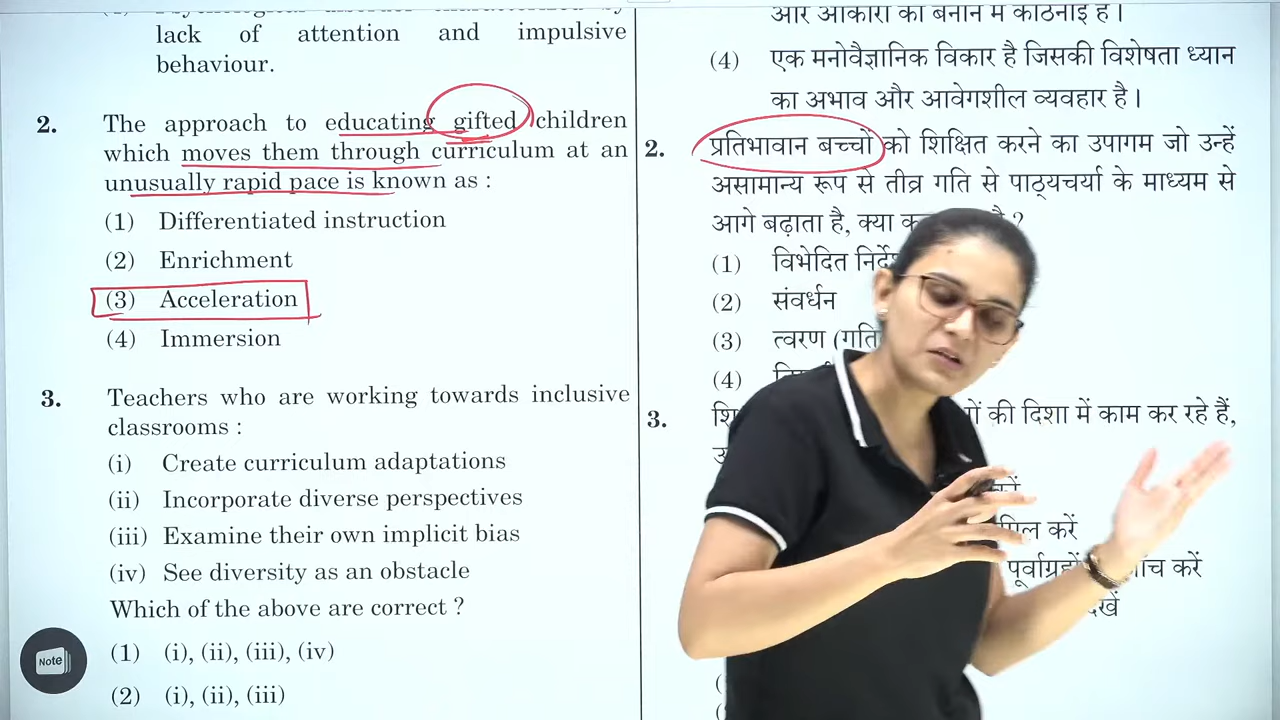 lack of attention and impulsive
behaviour.
2. The approach to educating gifted children
which moves them through curriculum at an
unusually rapid pace is known as :
(1) Differentiated instruction
(2) Enrichment
(3) Acceleration
(4) Immersion
3. Teachers who are working towards inclusive
classrooms :
(i) Create curriculum adaptations
(ii) Incorporate diverse perspectives
(iii) Examine their own implicit bias
(iv) See diversity as an obstacle
Which of the above are correct ?
(1) (i), (ii), (iii), (iv)
(2) (i), (ii), (iii)
Note
और आकारों को बनाने में कठिनाई है ।
(4) एक मनोवैज्ञानिक विकार है जिसकी विशेषता ध्यान
का अभाव और आवेगशील व्यवहार है ।
2. प्रतिभावान बच्चों को शिक्षित करने का उपागम जो उन्हें
असामान्य रूप से तीव्र गति से पाठ्यचर्या के माध्यम से
आगे बढ़ाता है, क्या है ?
(1) विभेदित
(2) संवर्धन
(3) त्वरण
(4)
3. की दिशा में काम कर रहे हैं,
करें
पूर्वाग्रहों करें